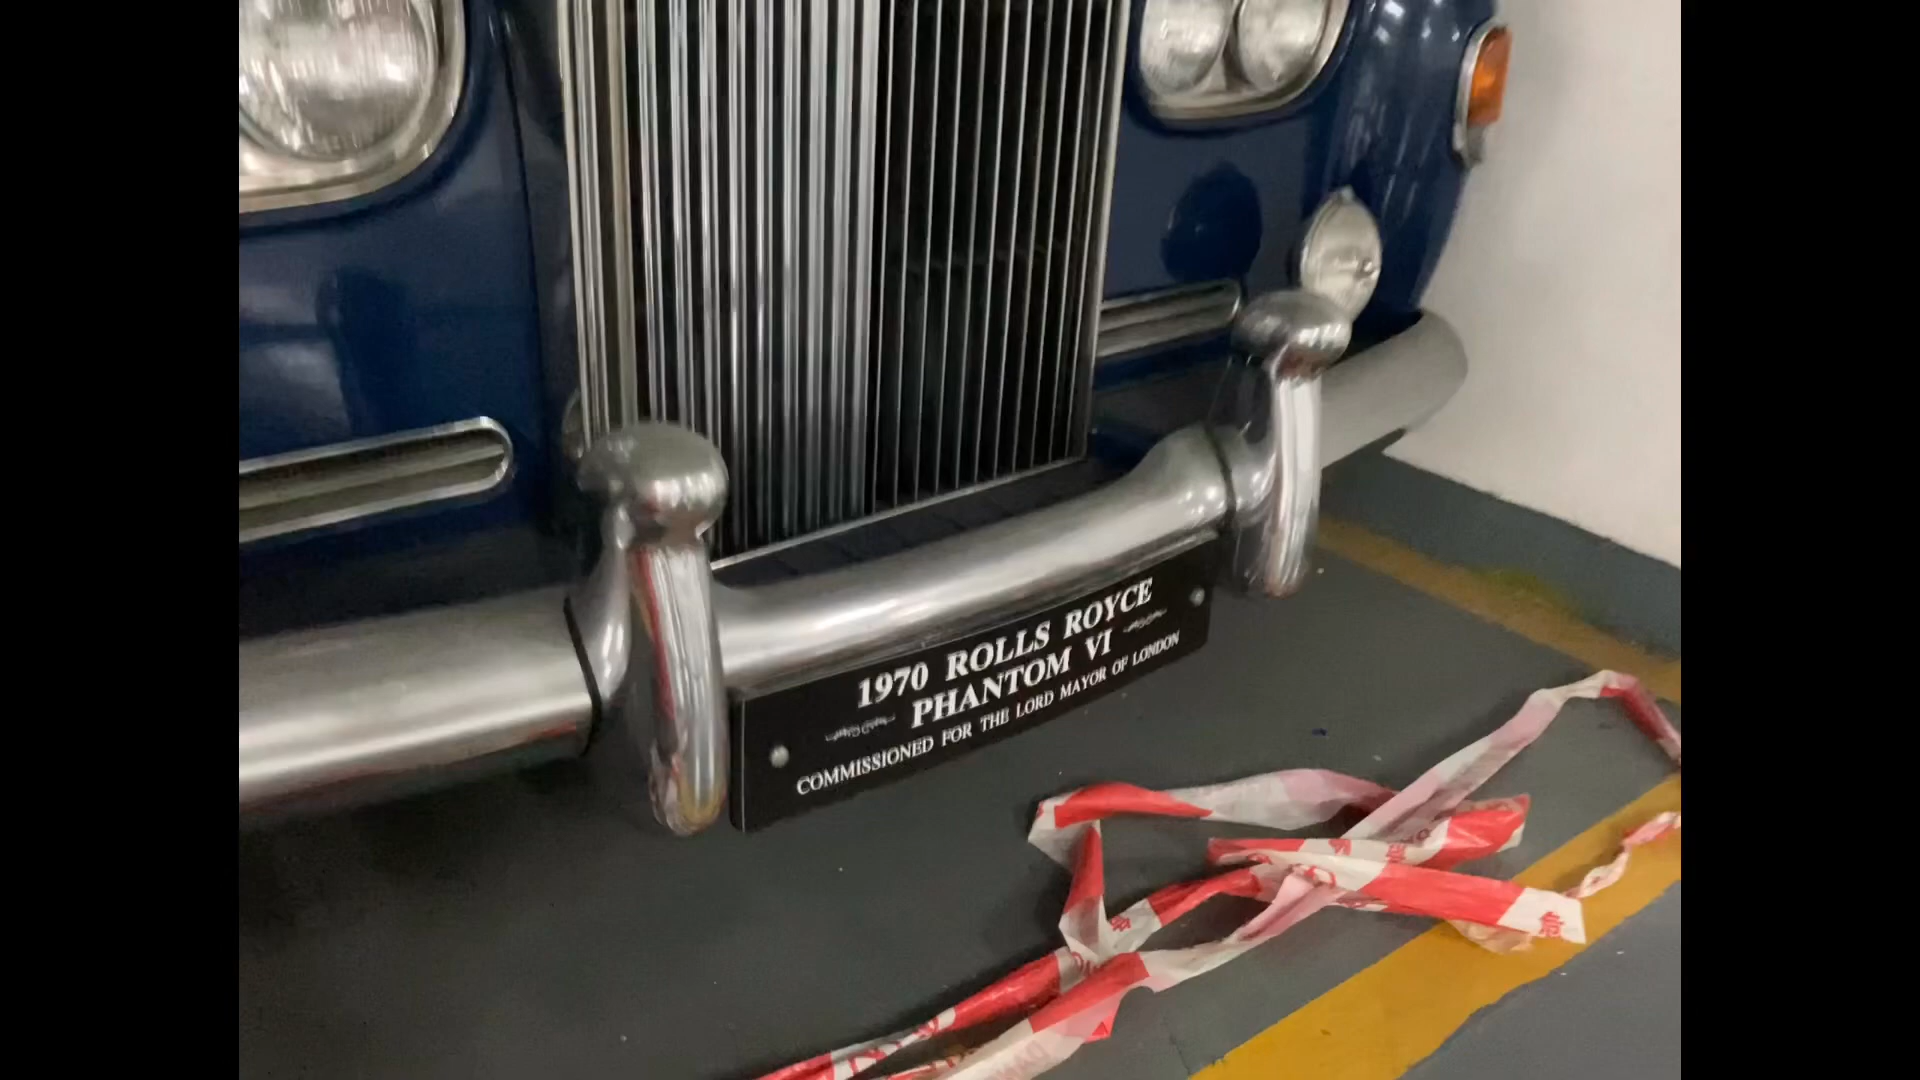 1970 ROLLS ROYCE
PHANTOM VI
COMMISSIONED FOR THE LORD MAYOR OF LONDON